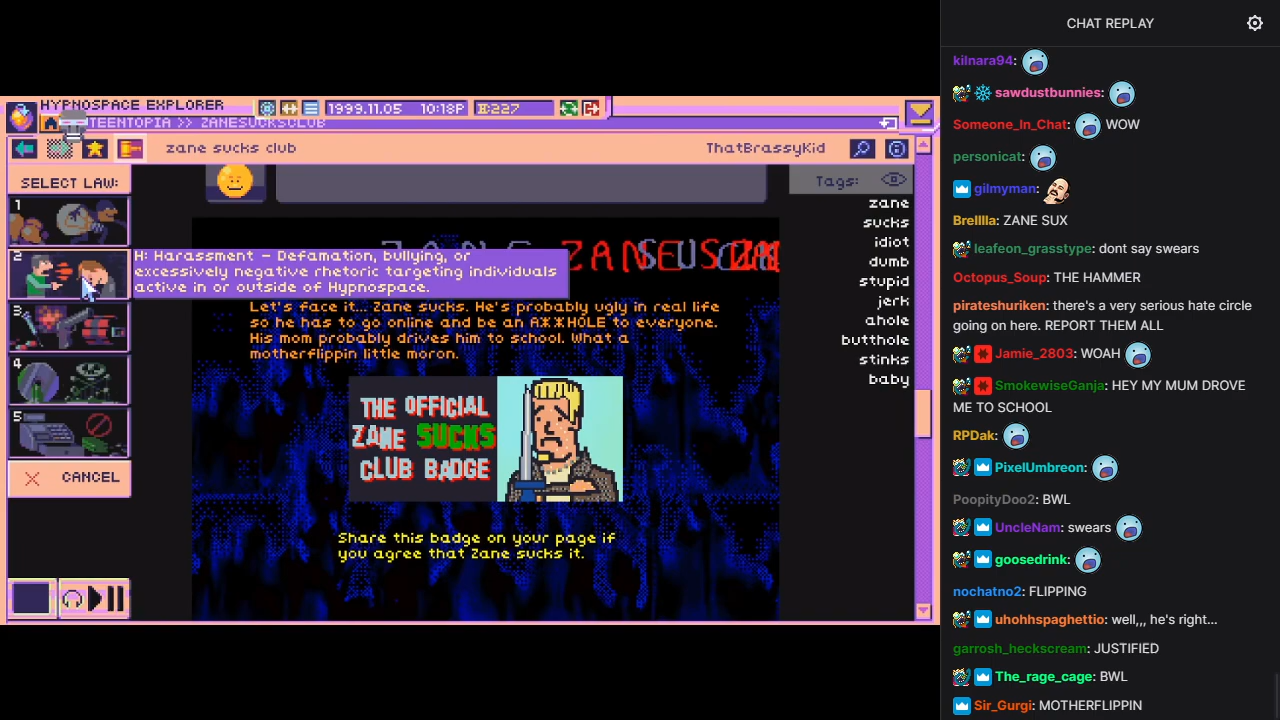 HYPNOSPACE EXPLORER
1999.11.05 10:18P
227
TEENTOPIA >> ZANESUCKSCLUB
zane sucks club
ThatBrassyKid
SELECT LAW:
1
2
3
4
5
CANCEL
H: Harassment – Defamation, bullying, or
excessively negative rhetoric targeting individuals
active in or outside of Hypnospace.
Let's face it... Zane sucks. He's probably ugly in real life
so he has to go online and be an AЖЖHOLE to everyone.
His mom probably drives him to school. What a
motherflippin little moron.
THE OFFICIAL
ZANE SUCKS
CLUB BADGE
Share this badge on your page if
you agree that Zane sucks it.
Tags:
zane
sucks
idiot
dumb
stupid
jerk
ahole
butthole
stinks
baby
CHAT REPLAY
kilnara94:
sawdustbunnies:
Someone_In_Chat: WOW
personicat:
gilmyman:
Brelllla: ZANE SUX
leafeon_grasstype: dont say swears
Octopus_Soup: THE HAMMER
pirateshuriken: there's a very serious hate circle
going on here. REPORT THEM ALL
Jamie_2803: WOAH
SmokewiseGanja: HEY MY MUM DROVE
ME TO SCHOOL
RPDak:
PixelUmbreon:
PoopityDoo2: BWL
UncleNam: swears
goosedrink:
nochatno2: FLIPPING
uhohhspaghettio: well,,, he's right...
garrosh_heckscream: JUSTIFIED
The_rage_cage: BWL
Sir_Gurgi: MOTHERFLIPPIN